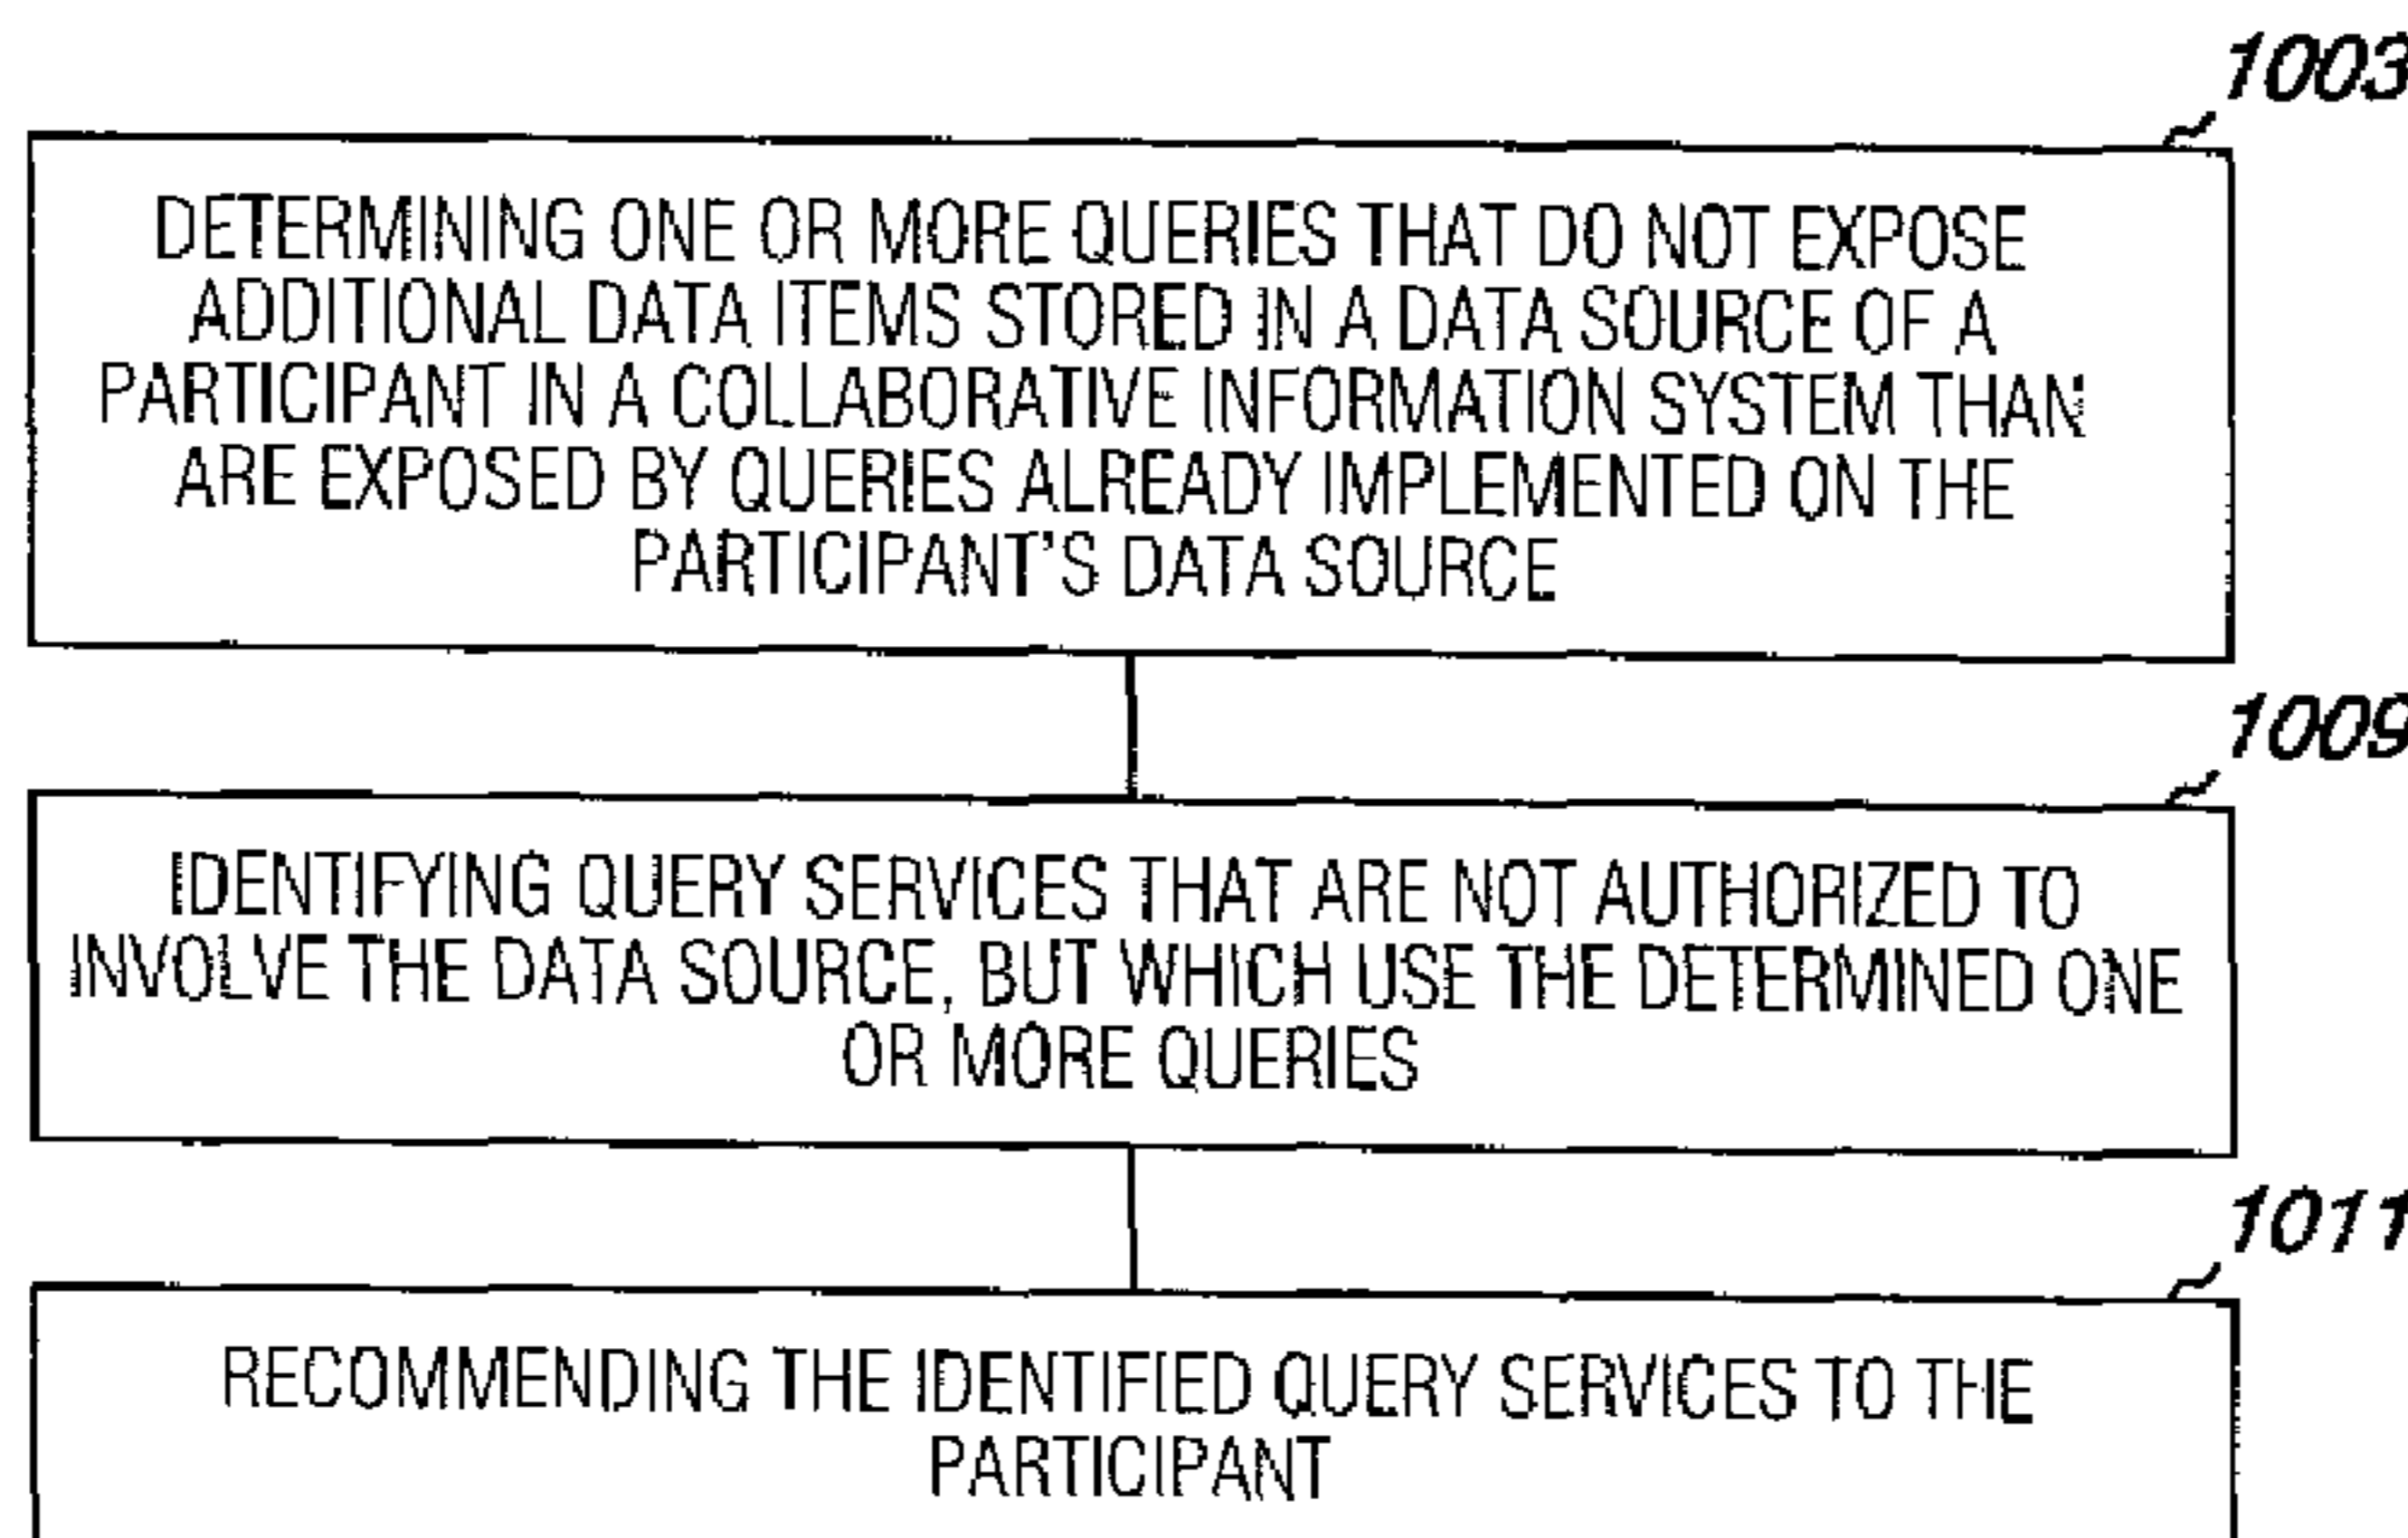 1003
DETERMINING ONE OR MORE QUERIES THAT DO NOT EXPOSE
ADDITIONAL DATA ITEMS STORED IN A DATA SOURCE OF A
PARTICIPANT IN A COLLABORATIVE INFORMATION SYSTEM THAN
ARE EXPOSED BY QUERIES ALREADY IMPLEMENTED ON THE
PARTICIPANT'S DATA SOURCE
1009
IDENTIFYING QUERY SERVICES THAT ARE NOT AUTHORIZED TO
INVOLVE THE DATA SOURCE, BUT WHICH USE THE DETERMINED ONE
OR MORE QUERIES
1011
RECOMMENDING THE IDENTIFIED QUERY SERVICES TO THE
PARTICIPANT